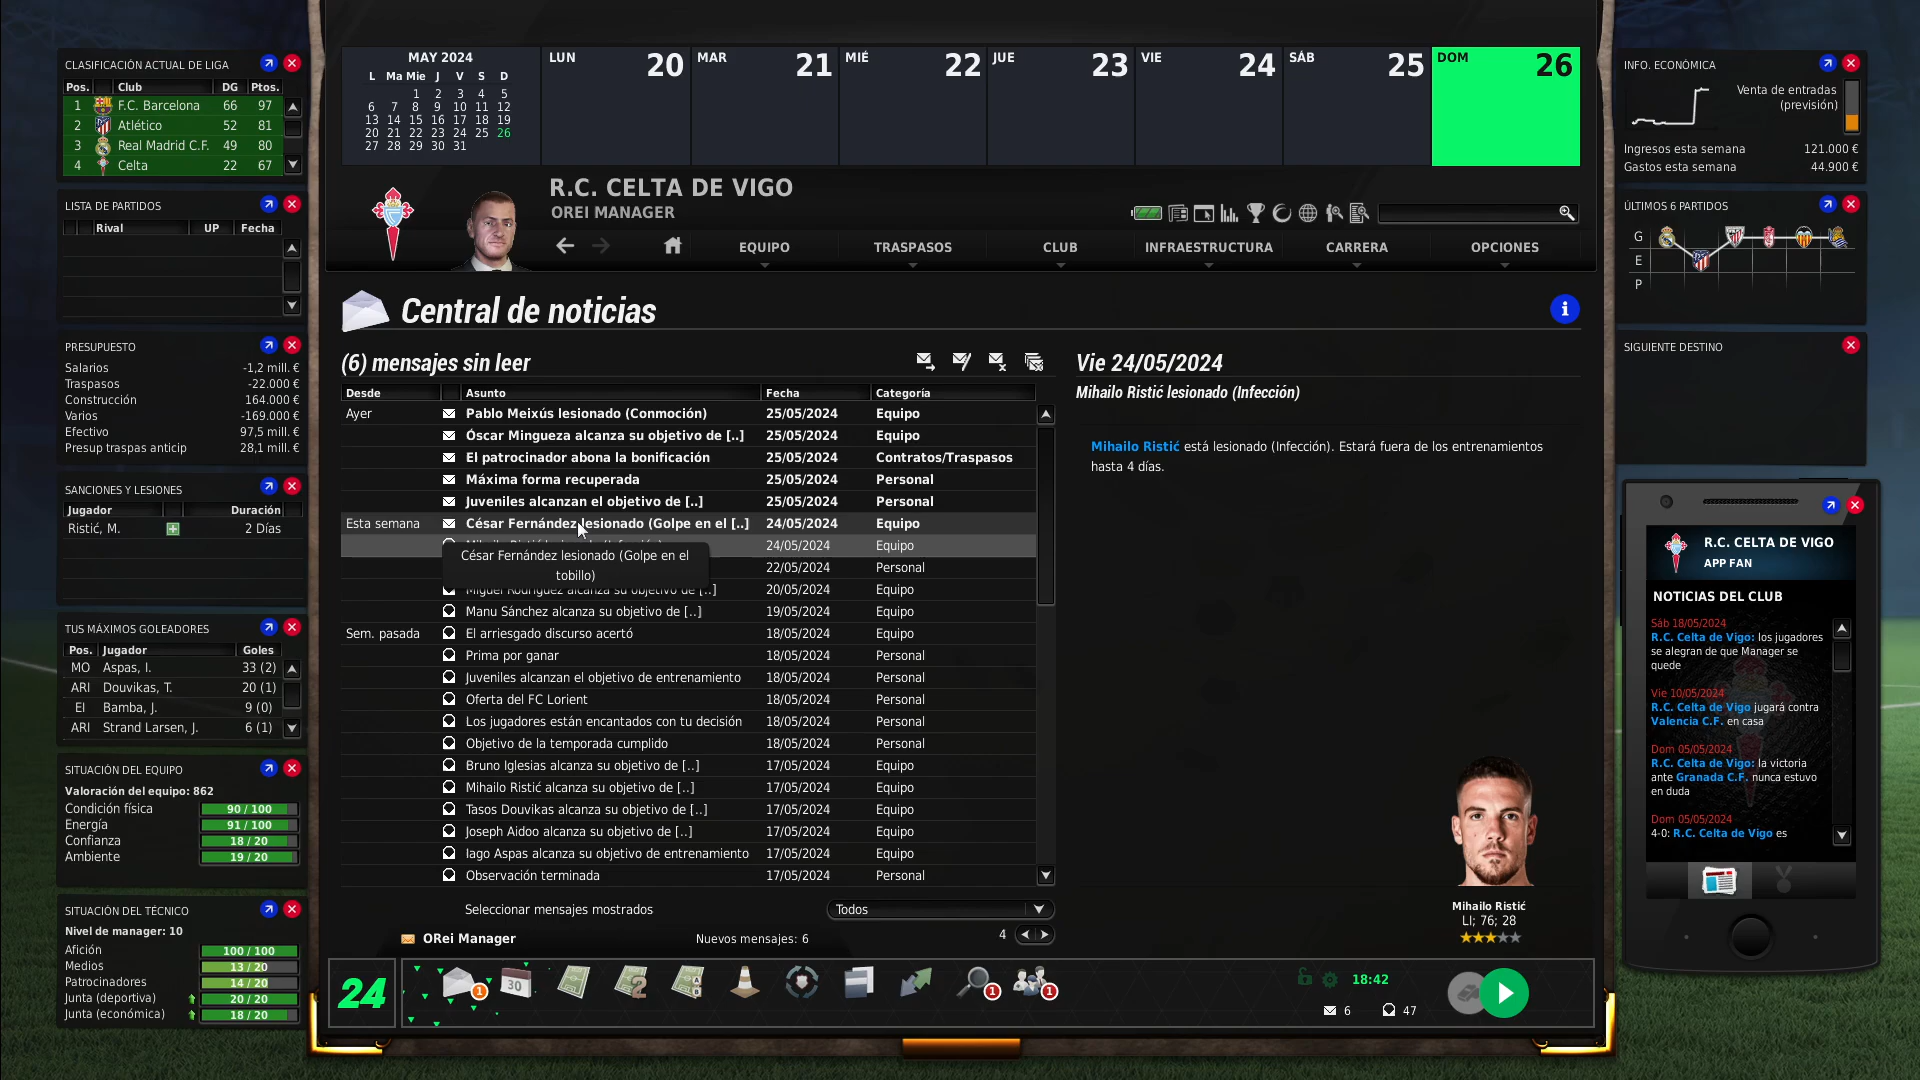 CLASIFICACIÓN ACTUAL DE LIGA
Pos. Club DG Ptos.
1 F.C. Barcelona 66 97
2 Atlético 52 81
3 Real Madrid C.F. 49 80
4 Celta 22 67
LISTA DE PARTIDOS
Rival UP Fecha
PRESUPUESTO
Salarios -1,2 mill. €
Traspasos -22.000 €
Construcción 164.000 €
Varios -169.000 €
Efectivo 97,5 mill. €
Presup traspas anticip 28,1 mill. €
SANCIONES Y LESIONES
Jugador Duración
Ristić, M. 2 Días
TUS MÁXIMOS GOLEADORES
Pos. Jugador Goles
MO Aspas, I. 33 (2)
ARI Douvikas, T. 20 (1)
EI Bamba, J. 9 (0)
ARI Strand Larsen, J. 6 (1)
SITUACIÓN DEL EQUIPO
Valoración del equipo: 862
Condición física 90 / 100
Energía 91 / 100
Confianza 18 / 20
Ambiente 19 / 20
SITUACIÓN DEL TÉCNICO
Nivel de manager: 10
Afición 100 / 100
Medios 13 / 20
Patrocinadores 14 / 20
Junta (deportiva) 20 / 20
Junta (económica) 18 / 20
MAY 2024
L Ma Mie J V S D
1 2 3 4 5
6 7 8 9 10 11 12
13 14 15 16 17 18 19
20 21 22 23 24 25 26
27 28 29 30 31
LUN 20 MAR 21 MIÉ 22 JUE 23 VIE 24 SÁB 25 DOM 26
R.C. CELTA DE VIGO
OREI MANAGER
EQUIPO TRASPASOS CLUB INFRAESTRUCTURA CARRERA OPCIONES
Central de noticias
(6) mensajes sin leer
Desde Asunto Fecha Categoría
Ayer Pablo Meixús lesionado (Conmoción) 25/05/2024 Equipo
Óscar Mingueza alcanza su objetivo de [..] 25/05/2024 Equipo
El patrocinador abona la bonificación 25/05/2024 Contratos/Traspasos
Máxima forma recuperada 25/05/2024 Personal
Juveniles alcanzan el objetivo de [..] 25/05/2024 Personal
Esta semana César Fernández lesionado (Golpe en el [..] 24/05/2024 Equipo
24/05/2024 Equipo
César Fernández lesionado (Golpe en el
tobillo)
22/05/2024 Personal
Miguel Rodríguez alcanza su objetivo de [..] 20/05/2024 Equipo
Manu Sánchez alcanza su objetivo de [..] 19/05/2024 Equipo
Sem. pasada El arriesgado discurso acertó 18/05/2024 Equipo
Prima por ganar 18/05/2024 Personal
Juveniles alcanzan el objetivo de entrenamiento 18/05/2024 Personal
Oferta del FC Lorient 18/05/2024 Personal
Los jugadores están encantados con tu decisión 18/05/2024 Personal
Objetivo de la temporada cumplido 18/05/2024 Personal
Bruno Iglesias alcanza su objetivo de [..] 17/05/2024 Equipo
Mihailo Ristić alcanza su objetivo de [..] 17/05/2024 Equipo
Tasos Douvikas alcanza su objetivo de [..] 17/05/2024 Equipo
Joseph Aidoo alcanza su objetivo de [..] 17/05/2024 Equipo
Iago Aspas alcanza su objetivo de entrenamiento 17/05/2024 Equipo
Observación terminada 17/05/2024 Personal
Seleccionar mensajes mostrados Todos
ORei Manager Nuevos mensajes: 6 4
Vie 24/05/2024
Mihailo Ristić lesionado (Infección)
Mihailo Ristić está lesionado (Infección). Estará fuera de los entrenamientos
hasta 4 días.
Mihailo Ristić
LI; 76; 28
24
1 30 2 A B 1 1
18:42
6 47
INFO. ECONÓMICA
Venta de entradas
(previsión)
Ingresos esta semana 121.000 €
Gastos esta semana 44.900 €
ÚLTIMOS 6 PARTIDOS
G
E
P
SIGUIENTE DESTINO
R.C. CELTA DE VIGO
APP FAN
NOTICIAS DEL CLUB
Sáb 18/05/2024
R.C. Celta de Vigo: los jugadores
se alegran de que Manager se
quede
Vie 10/05/2024
R.C. Celta de Vigo jugará contra
Valencia C.F. en casa
Dom 05/05/2024
R.C. Celta de Vigo: la victoria
ante Granada C.F. nunca estuvo
en duda
Dom 05/05/2024
4-0: R.C. Celta de Vigo es